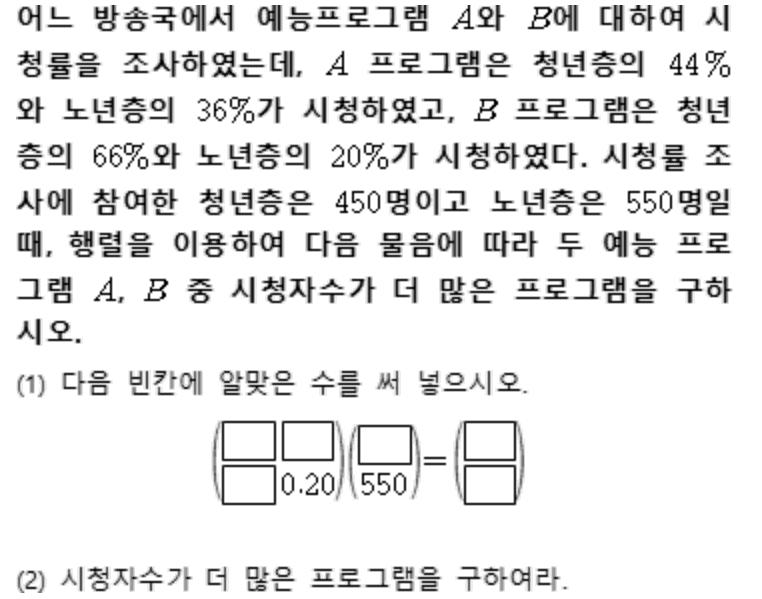 어느 방송국에서 예능프로그램 A와 B에 대하여 시
청률을 조사하였는데, A 프로그램은 청년층의 44%
와 노년층의 36%가 시청하였고, B 프로그램은 청년
층의 66%와 노년층의 20%가 시청하였다. 시청률 조
사에 참여한 청년층은 450명이고 노년층은 550명일
때, 행렬을 이용하여 다음 물음에 따라 두 예능 프로
그램 A, B 중 시청자수가 더 많은 프로그램을 구하
시오.
(1) 다음 빈칸에 알맞은 수를 써 넣으시오.
( □ □ ) ( □ ) = ( □ )
( □ 0.20 ) ( 550 ) ( □ )
(2) 시청자수가 더 많은 프로그램을 구하여라.